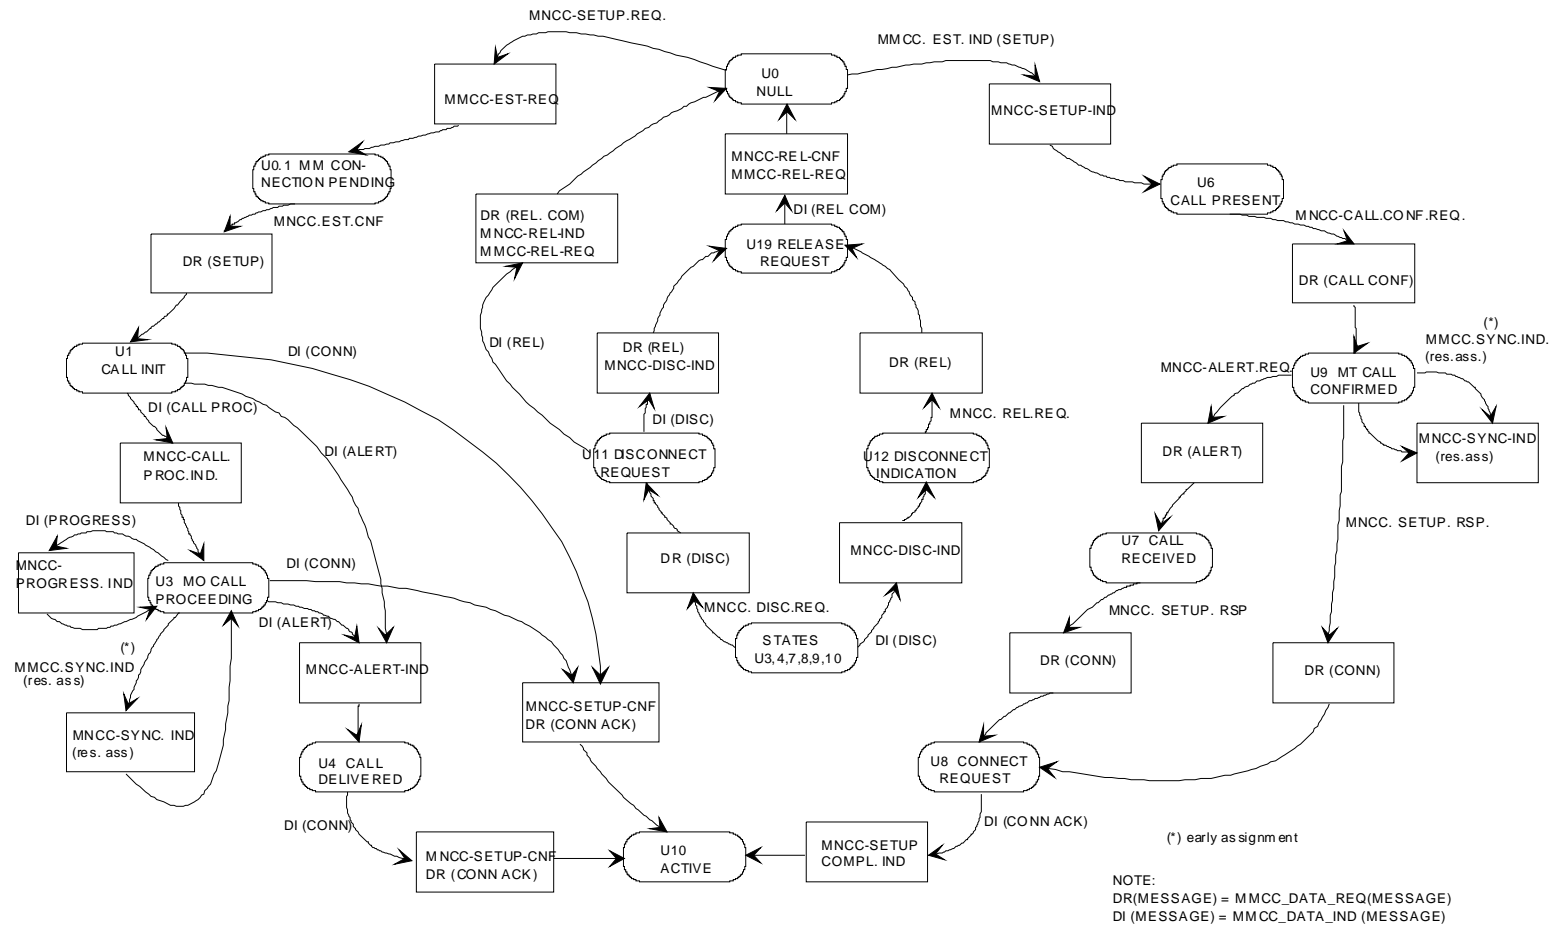 MNCC-SETUP.REQ.
MMCC. EST. IND (SETUP)
U0
NULL
MMCC-EST-REQ
MNCC-SETUP-IND
MNCC-REL-CNF
MMCC-REL-REQ
U0.1 MM CON-
NECTION PENDING
U6
CALL PRESENT
MNCC.EST.CNF
DR (REL. COM)
MNCC-REL-IND
MMCC-REL-REQ
DI (REL COM)
MNCC-CALL.CONF.REQ.
DR (SETUP)
U19 RELEASE
REQUEST
DR (CALL CONF)
(*)
MMCC.SYNC.IND.
(res.ass.)
U1
CALL INIT
DI (CONN)
DI (REL)
DR (REL)
MNCC-DISC-IND
DR (REL)
MNCC-ALERT.REQ.
U9 MT CALL
CONFIRMED
DI (CALL PROC)
DI (DISC)
MNCC. REL.REQ.
MNCC-CALL.
PROC.IND.
DI (ALERT)
U11 DISCONNECT
REQUEST
U12 DISCONNECT
INDICATION
DR (ALERT)
MNCC-SYNC-IND
(res.ass)
DI (PROGRESS)
MNCC. SETUP. RSP.
MNCC-
PROGRESS. IND
U3 MO CALL
PROCEEDING
DI (CONN)
DR (DISC)
MNCC-DISC-IND
U7 CALL
RECEIVED
DI (ALERT)
MNCC. DISC.REQ.
MNCC. SETUP. RSP
(*)
MMCC.SYNC.IND
(res. ass)
STATES
U3,4,7,8,9,10
DI (DISC)
MNCC-ALERT-IND
DR (CONN)
DR (CONN)
MNCC-SYNC. IND
(res. ass)
MNCC-SETUP-CNF
DR (CONN ACK)
U4 CALL
DELIVERED
U8 CONNECT
REQUEST
DI (CONN)
DI (CONN ACK)
MNCC-SETUP-CNF
DR (CONN ACK)
U10
ACTIVE
MNCC-SETUP
COMPL. IND
(*) early assignment
NOTE:
DR(MESSAGE) = MMCC_DATA_REQ(MESSAGE)
DI (MESSAGE) = MMCC_DATA_IND (MESSAGE)